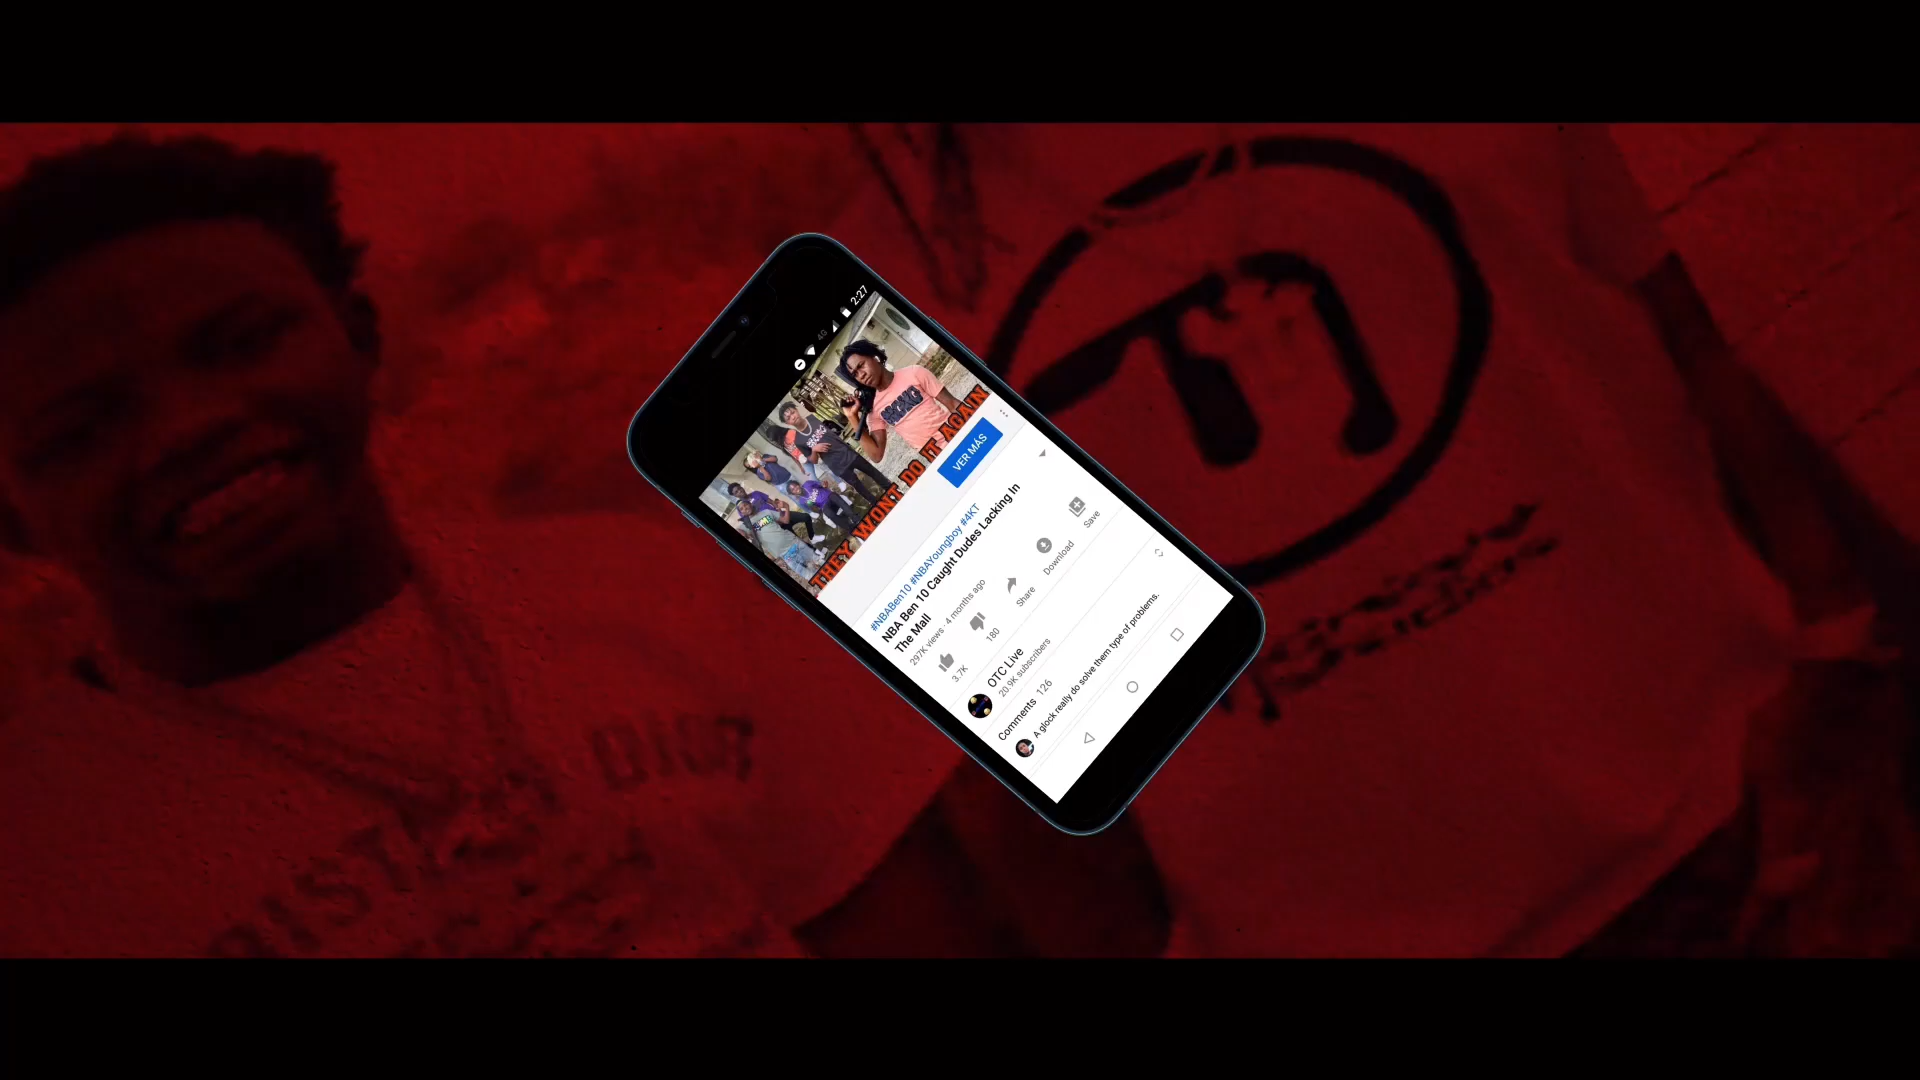 2:27
4G
THEY WONT DO IT AGAIN
VER MÁS
#NBABen10 #NBAYoungboy #4KT
NBA Ben 10 Caught Dudes Lacking In
The Mall
297K views · 4 months ago
3.7K
180
Share
Download
Save
OTC Live
20.9K subscribers
Comments 126
A glock really do solve them type of problems.